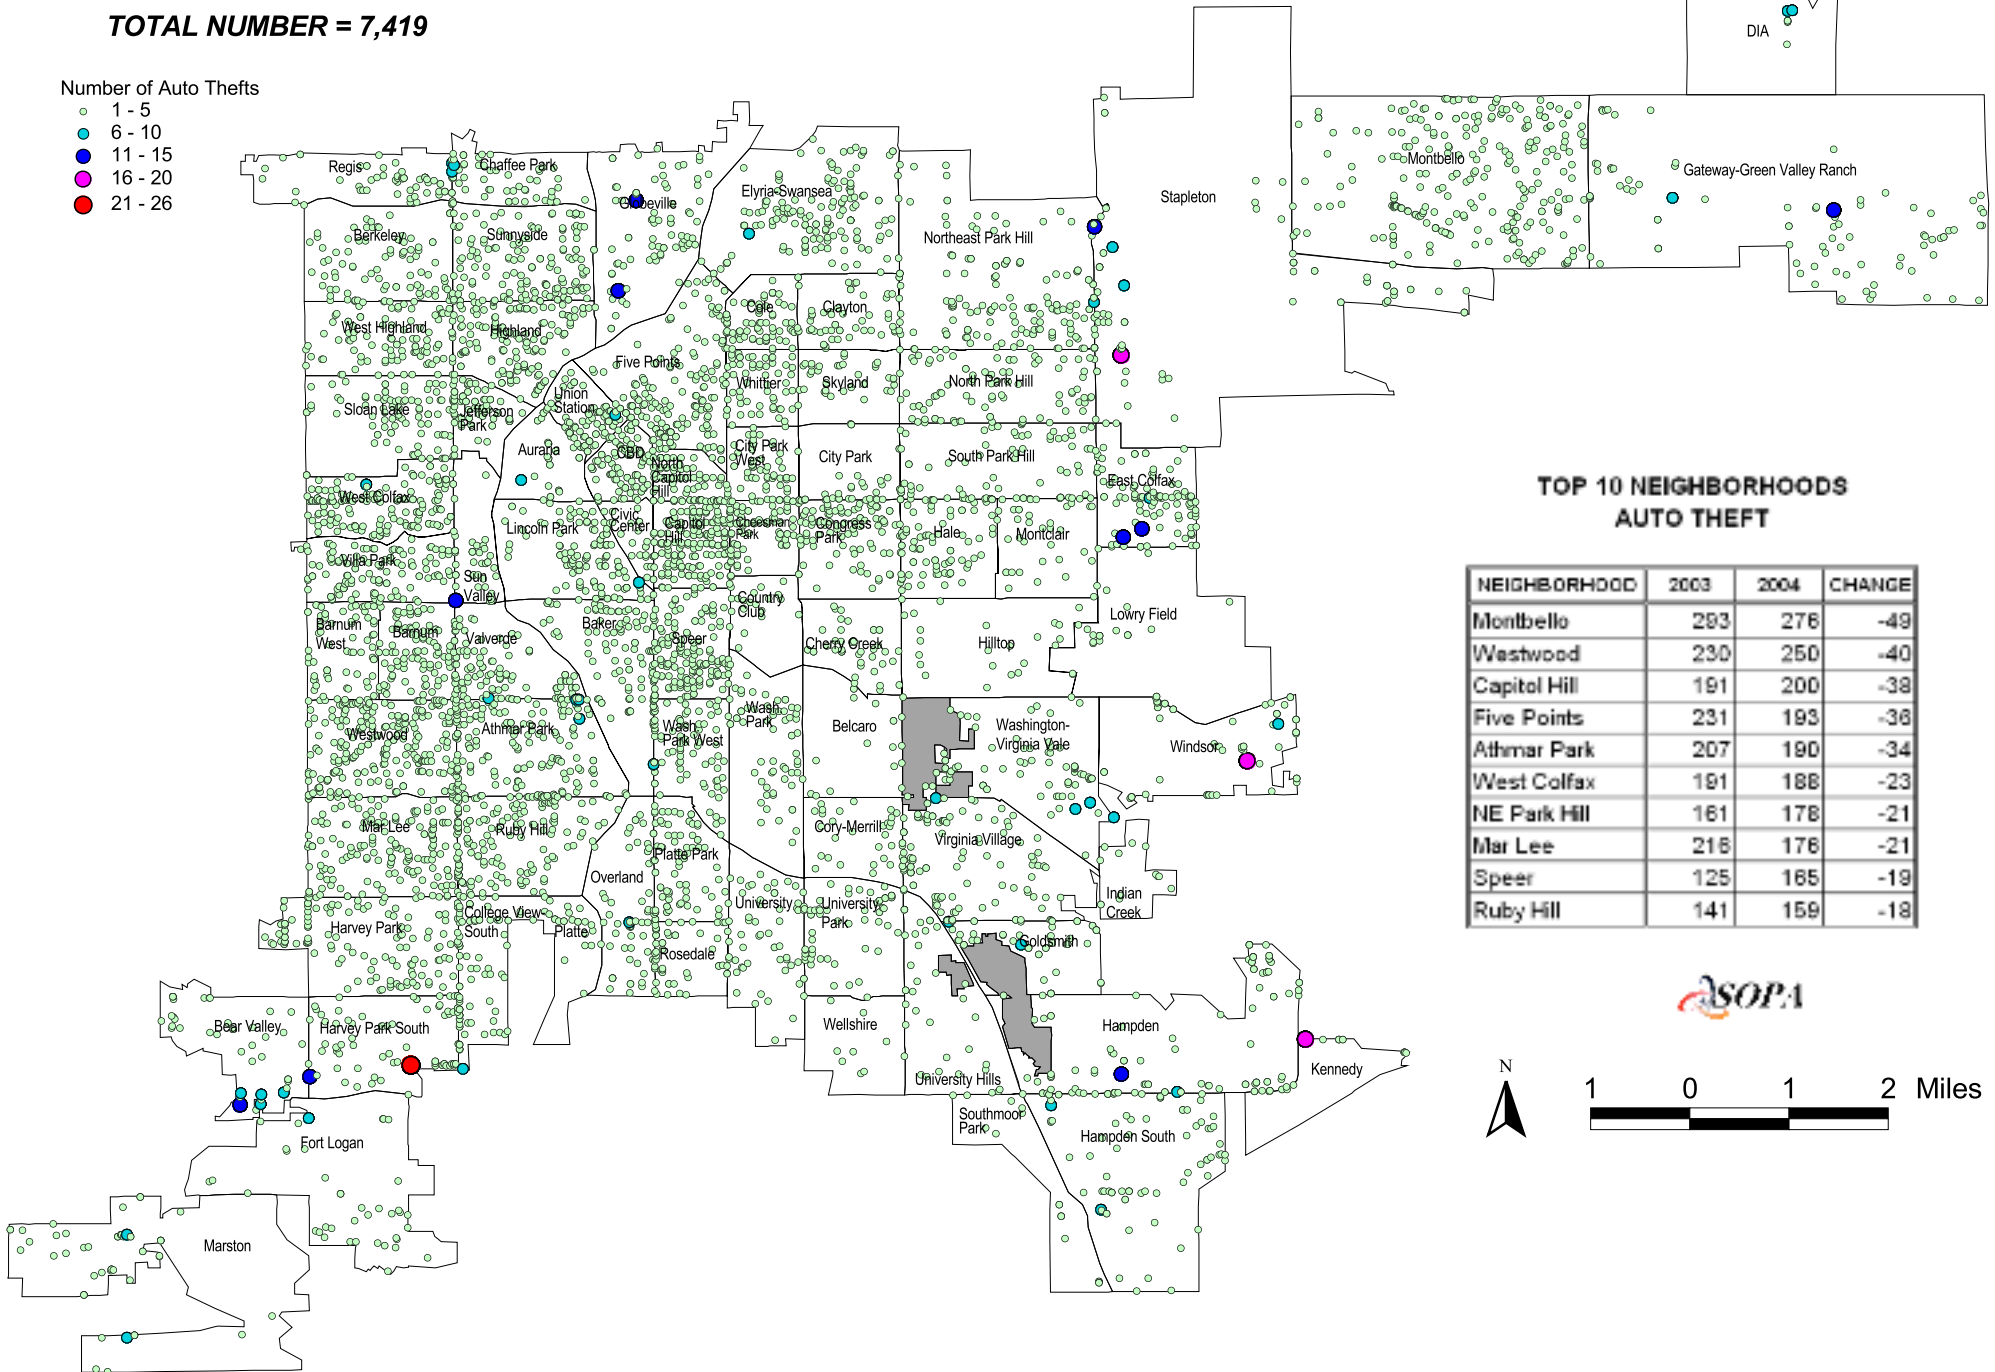 TOTAL NUMBER = 7,419
Number of Auto Thefts
1 - 5
6 - 10
11 - 15
16 - 20
21 - 26
DIA
Regis
Chaffee Park
Globeville
Elyria-Swansea
Stapleton
Montbello
Gateway-Green Valley Ranch
Berkeley
Sunnyside
Northeast Park Hill
West Highland
Highland
Cole
Clayton
Five Points
Whittier
Skyland
North Park Hill
Sloan Lake
Jefferson
Park
Union
Station
Auraria
CBD
North
Capitol
Hill
City Park
West
City Park
South Park Hill
East Colfax
West Colfax
Lincoln Park
Civic
Center
Capitol
Hill
Cheesman
Park
Congress
Park
Hale
Montclair
Villa Park
Sun
Valley
Country
Club
Lowry Field
Barnum
West
Barnum
Valverde
Baker
Speer
Cherry Creek
Hilltop
Westwood
Athmar Park
Wash
Park West
Wash
Park
Belcaro
Washington-
Virginia Vale
Windsor
Mar Lee
Ruby Hill
Platte Park
Cory-Merrill
Virginia Village
Overland
Indian
Creek
Harvey Park
College View-
South
Platte
University
University
Park
Rosedale
Goldsmith
Bear Valley
Harvey Park South
Wellshire
Hampden
Kennedy
University Hills
Southmoor
Park
Hampden South
Fort Logan
Marston
TOP 10 NEIGHBORHOODS
AUTO THEFT
NEIGHBORHOOD 2003 2004 CHANGE
Montbello 293 276 -49
Westwood 230 250 -40
Capitol Hill 191 200 -38
Five Points 231 193 -36
Athmar Park 207 190 -34
West Colfax 191 188 -23
NE Park Hill 161 178 -21
Mar Lee 216 176 -21
Speer 125 165 -19
Ruby Hill 141 159 -18
SOPA
N
1 0 1 2 Miles